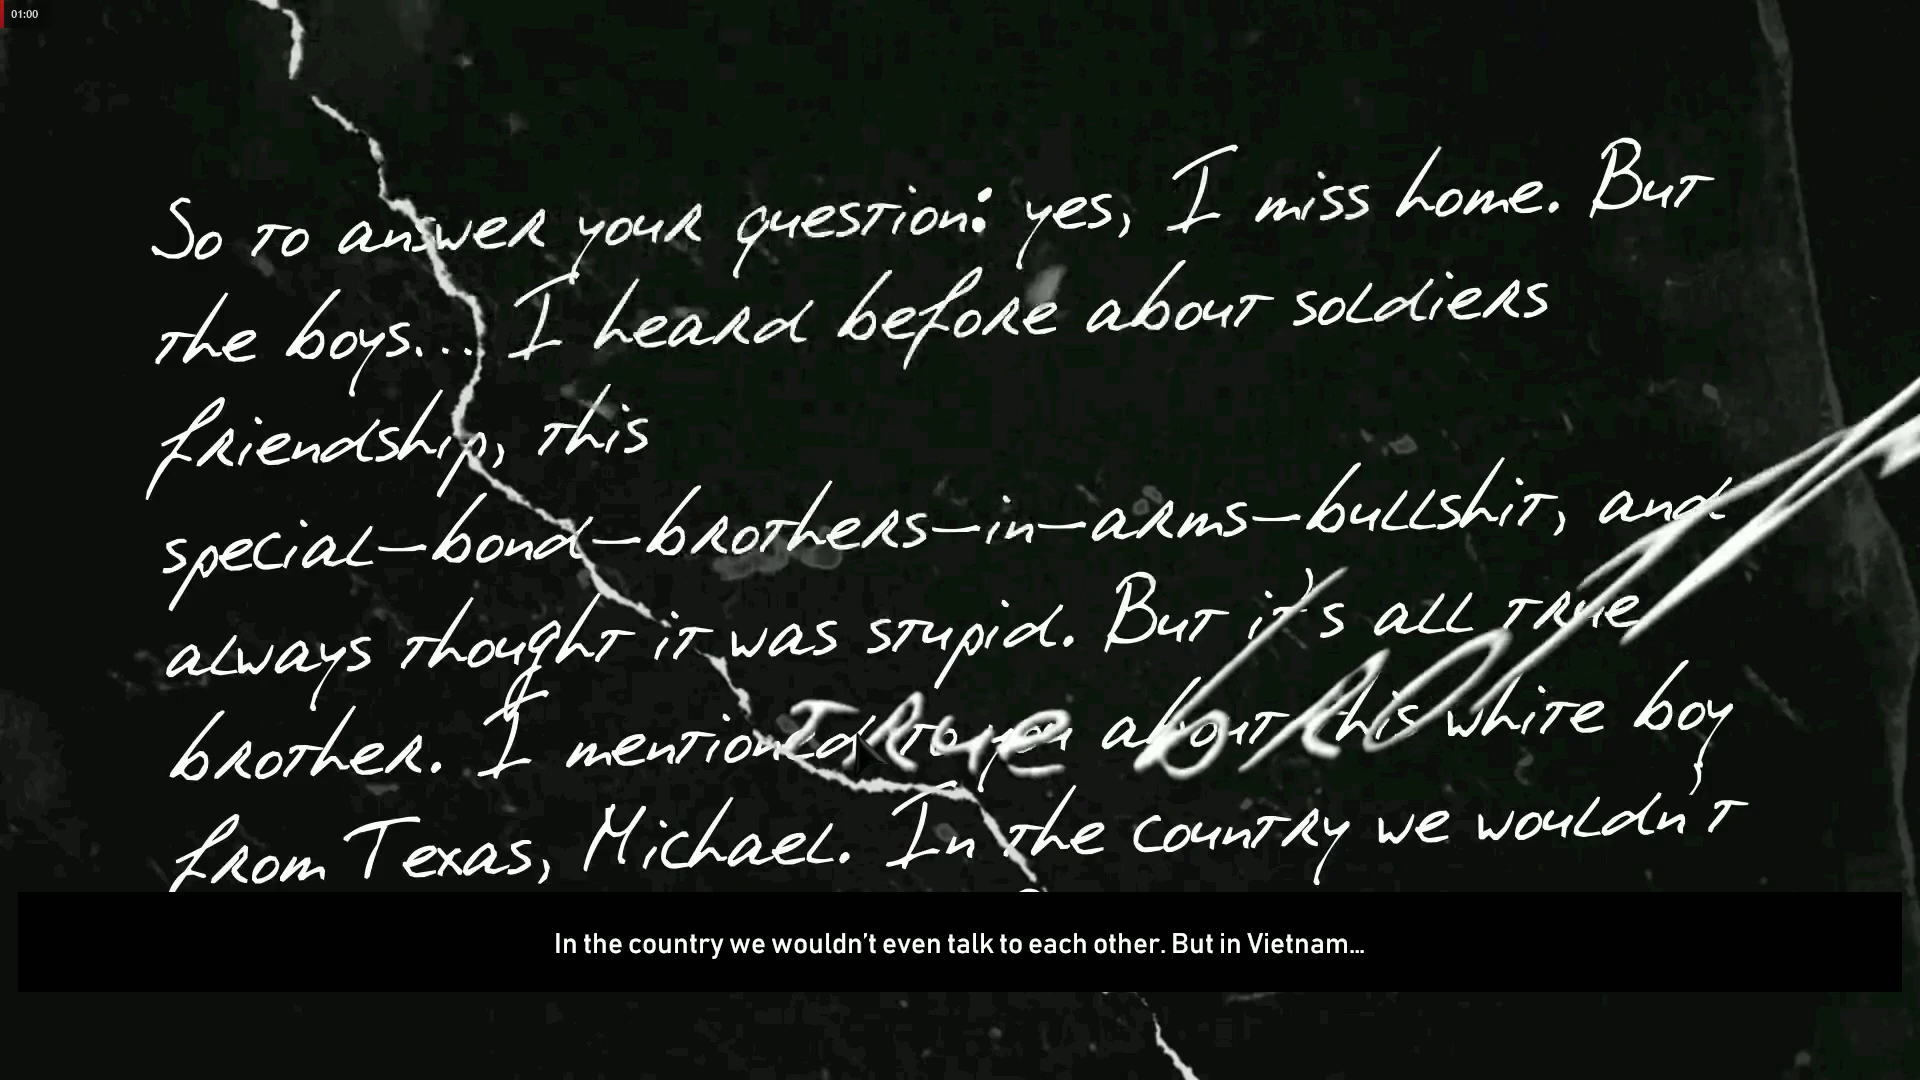 01:00
So to answer your question: yes, I miss home. But
the boys... I heard before about soldiers
friendship, this
special-bond-brothers-in-arms-bullshit, and
always thought it was stupid. But it's all true
brother. I mentioned to you about this white boy
from Texas, Michael. In the country we wouldn't
true bro
In the country we wouldn't even talk to each other. But in Vietnam...